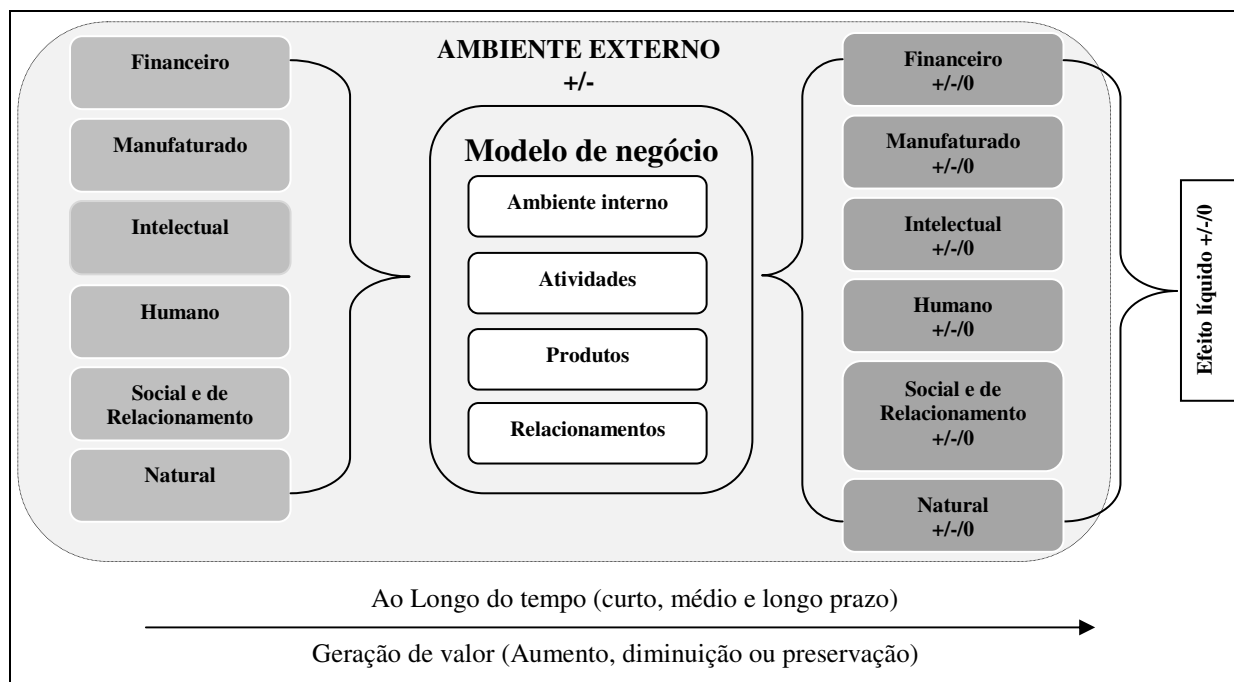 AMBIENTE EXTERNO
+/-
Financeiro
Manufaturado
Intelectual
Humano
Social e de
Relacionamento
Natural
Modelo de negócio
Ambiente interno
Atividades
Produtos
Relacionamentos
Financeiro
+/-/0
Manufaturado
+/-/0
Intelectual
+/-/0
Humano
+/-/0
Social e de
Relacionamento
+/-/0
Natural
+/-/0
Efeito líquido +/-/0
Ao Longo do tempo (curto, médio e longo prazo)
Geração de valor (Aumento, diminuição ou preservação)